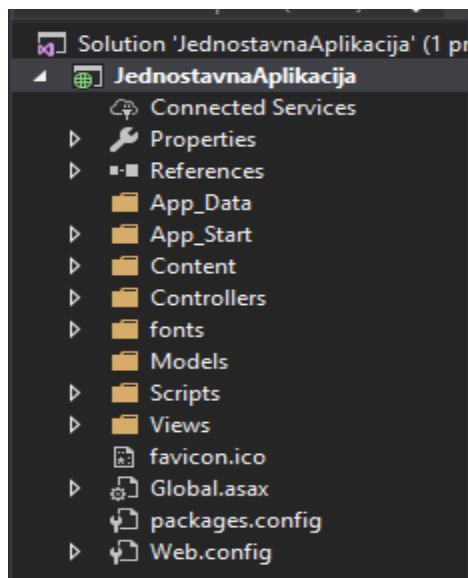 Solution 'JednostavnaAplikacija' (1 pr
JednostavnaAplikacija
Connected Services
Properties
References
App_Data
App_Start
Content
Controllers
fonts
Models
Scripts
Views
favicon.ico
Global.asax
packages.config
Web.config